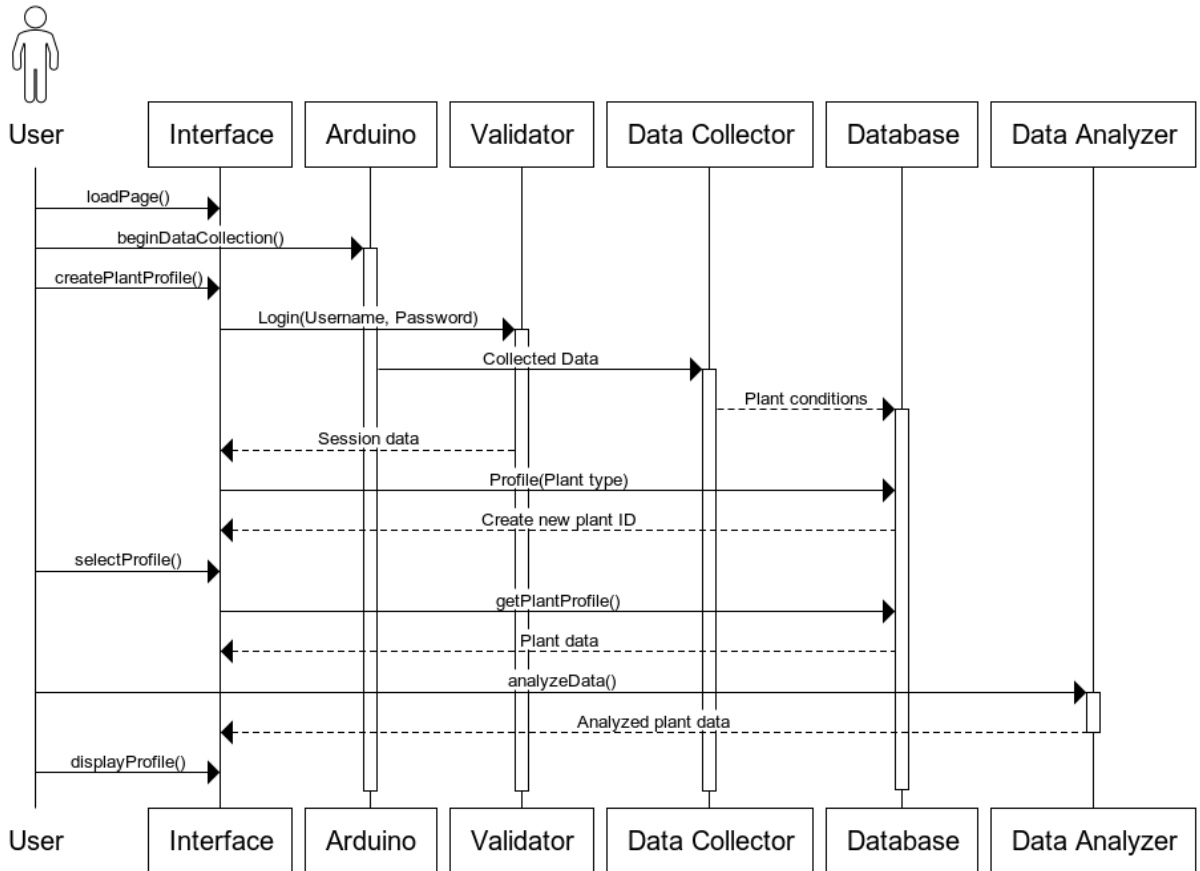 User
Interface
Arduino
Validator
Data Collector
Database
Data Analyzer
loadPage()
beginDataCollection()
createPlantProfile()
Login(Username, Password)
Collected Data
Plant conditions
Session data
Profile(Plant type)
Create new plant ID
selectProfile()
getPlantProfile()
Plant data
analyzeData()
Analyzed plant data
displayProfile()
User
Interface
Arduino
Validator
Data Collector
Database
Data Analyzer